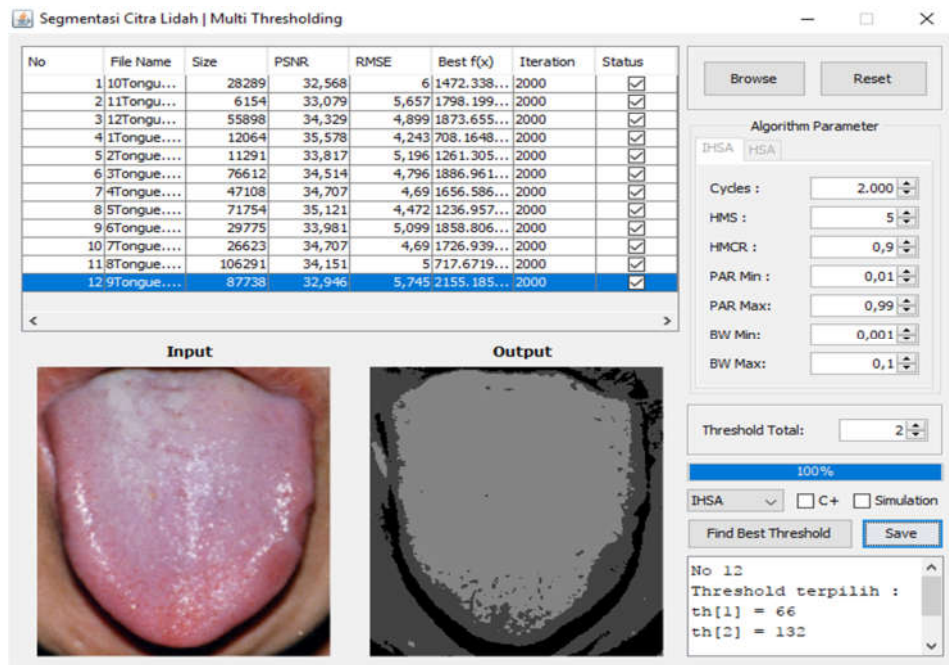 Segmentasi Citra Lidah | Multi Thresholding
No File Name Size PSNR RMSE Best f(x) Iteration Status
1 10Tongu... 28289 32,568 6 1472.338... 2000
2 11Tongu... 6154 33,079 5,657 1798.199... 2000
3 12Tongu... 55898 34,329 4,899 1873.655... 2000
4 1Tongue.... 12064 35,578 4,243 708.1648... 2000
5 2Tongue.... 11291 33,817 5,196 1261.305... 2000
6 3Tongue.... 76612 34,514 4,796 1886.961... 2000
7 4Tongue.... 47108 34,707 4,69 1656.586... 2000
8 5Tongue.... 71754 35,121 4,472 1236.957... 2000
9 6Tongue.... 29775 33,981 5,099 1858.806... 2000
10 7Tongue.... 26623 34,707 4,69 1726.939... 2000
11 8Tongue.... 106291 34,151 5 717.6719... 2000
12 9Tongue.... 87738 32,946 5,745 2155.185... 2000
Input Output
Browse Reset
Algorithm Parameter
IHSA HSA
Cycles : 2.000
HMS : 5
HMCR : 0,9
PAR Min : 0,01
PAR Max: 0,99
BW Min: 0,001
BW Max: 0,1
Threshold Total: 2
100%
IHSA C+ Simulation
Find Best Threshold Save
No 12
Threshold terpilih :
th[1] = 66
th[2] = 132